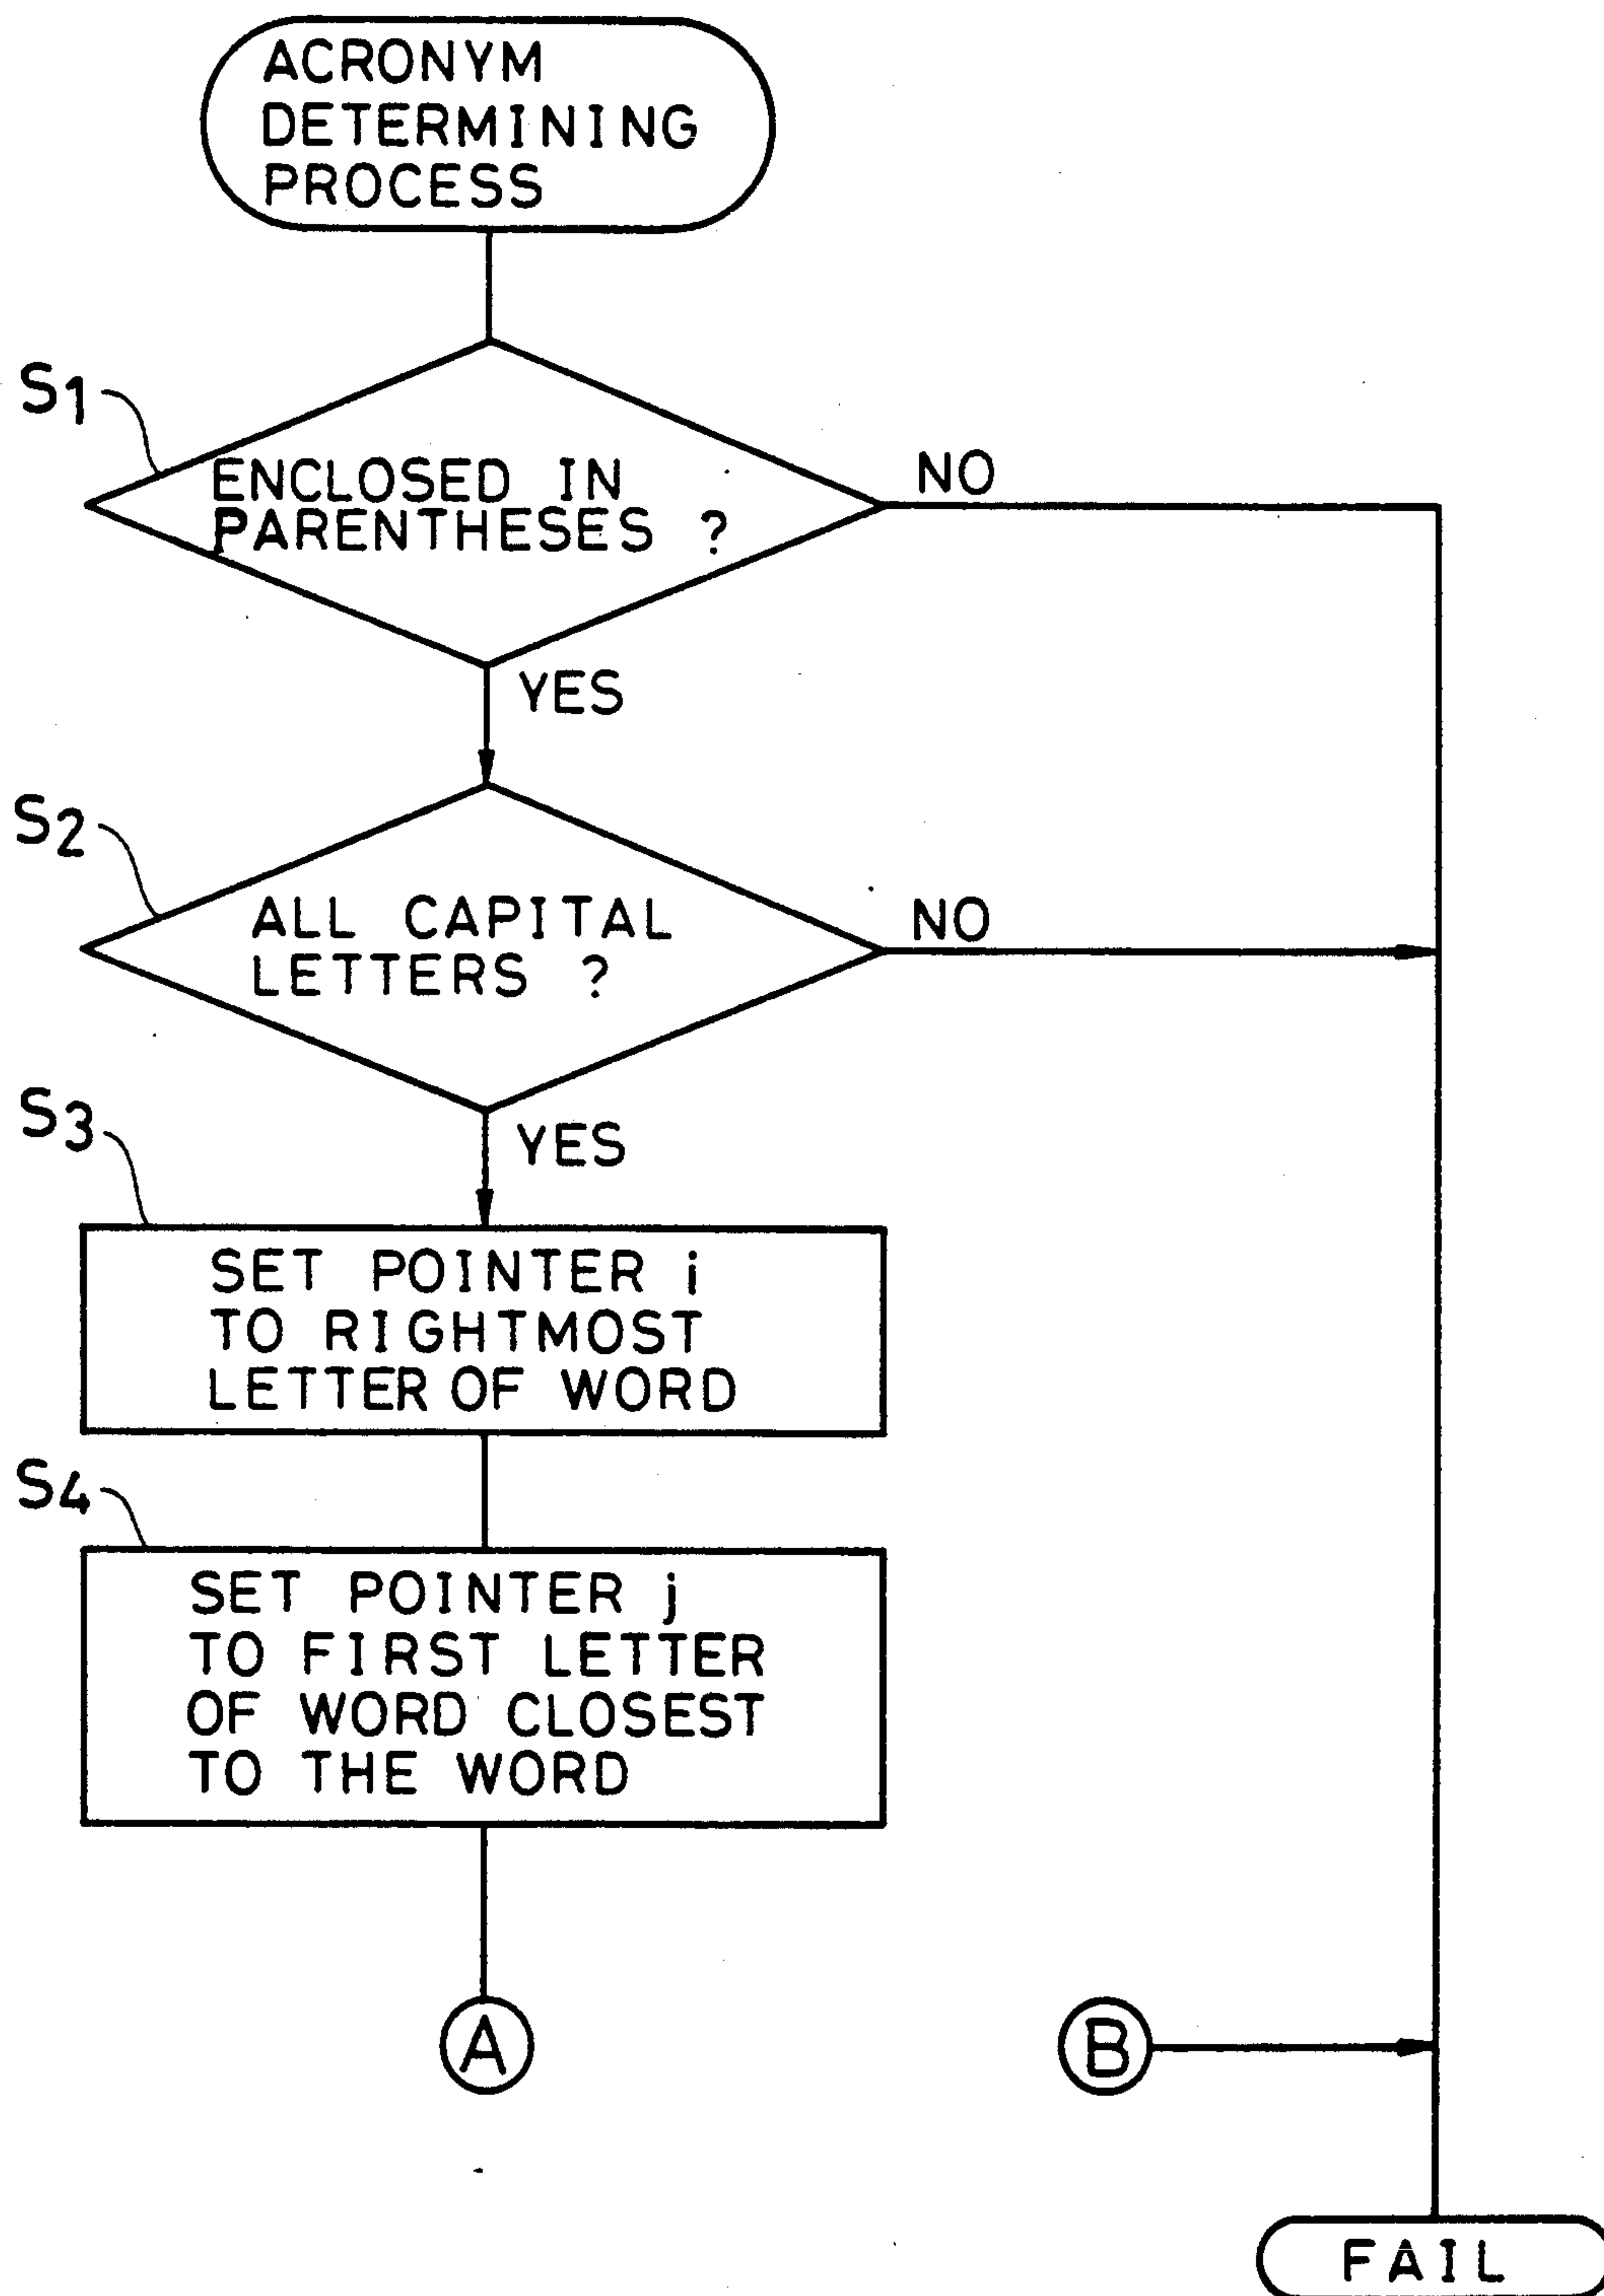 ACRONYM
DETERMINING
PROCESS
S1
ENCLOSED IN
PARENTHESES ?
NO
YES
S2
ALL CAPITAL
LETTERS ?
NO
YES
S3
SET POINTER i
TO RIGHTMOST
LETTER OF WORD
S4
SET POINTER j
TO FIRST LETTER
OF WORD CLOSEST
TO THE WORD
A
B
FAIL